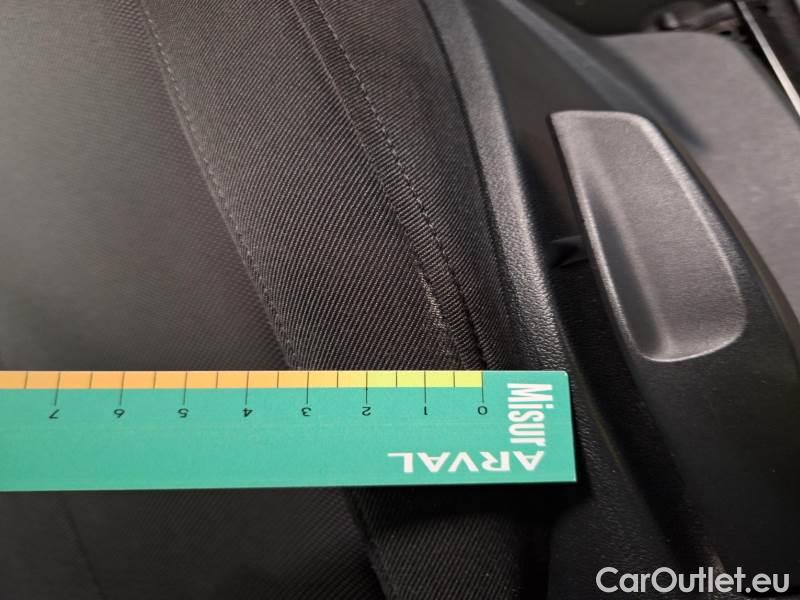 7 6 5 4 3 2 1 0
Misur
ARVAL
CarOutlet.eu